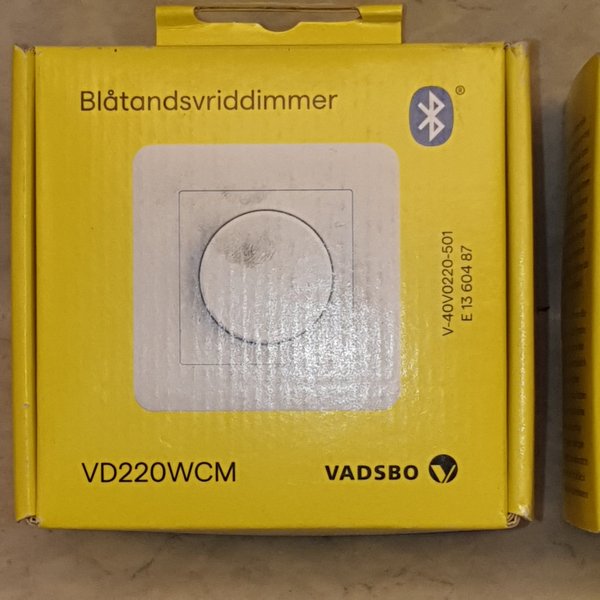 Blåtandsvriddimmer
®
V-40V0220-501
E 13 604 87
VD220WCM
VADSBO